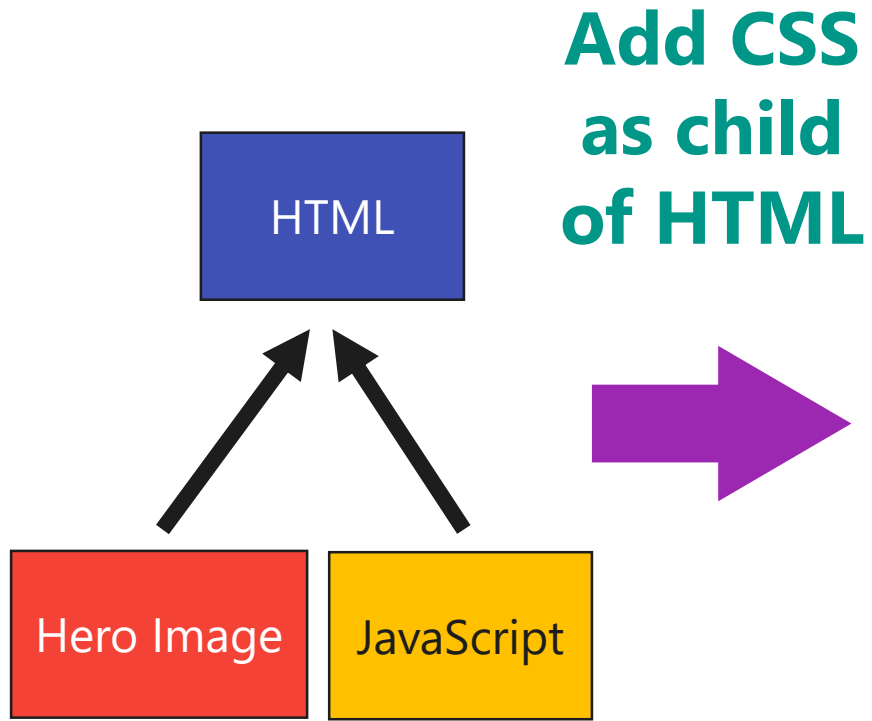 Add CSS
as child
of HTML
HTML
Hero Image
JavaScript